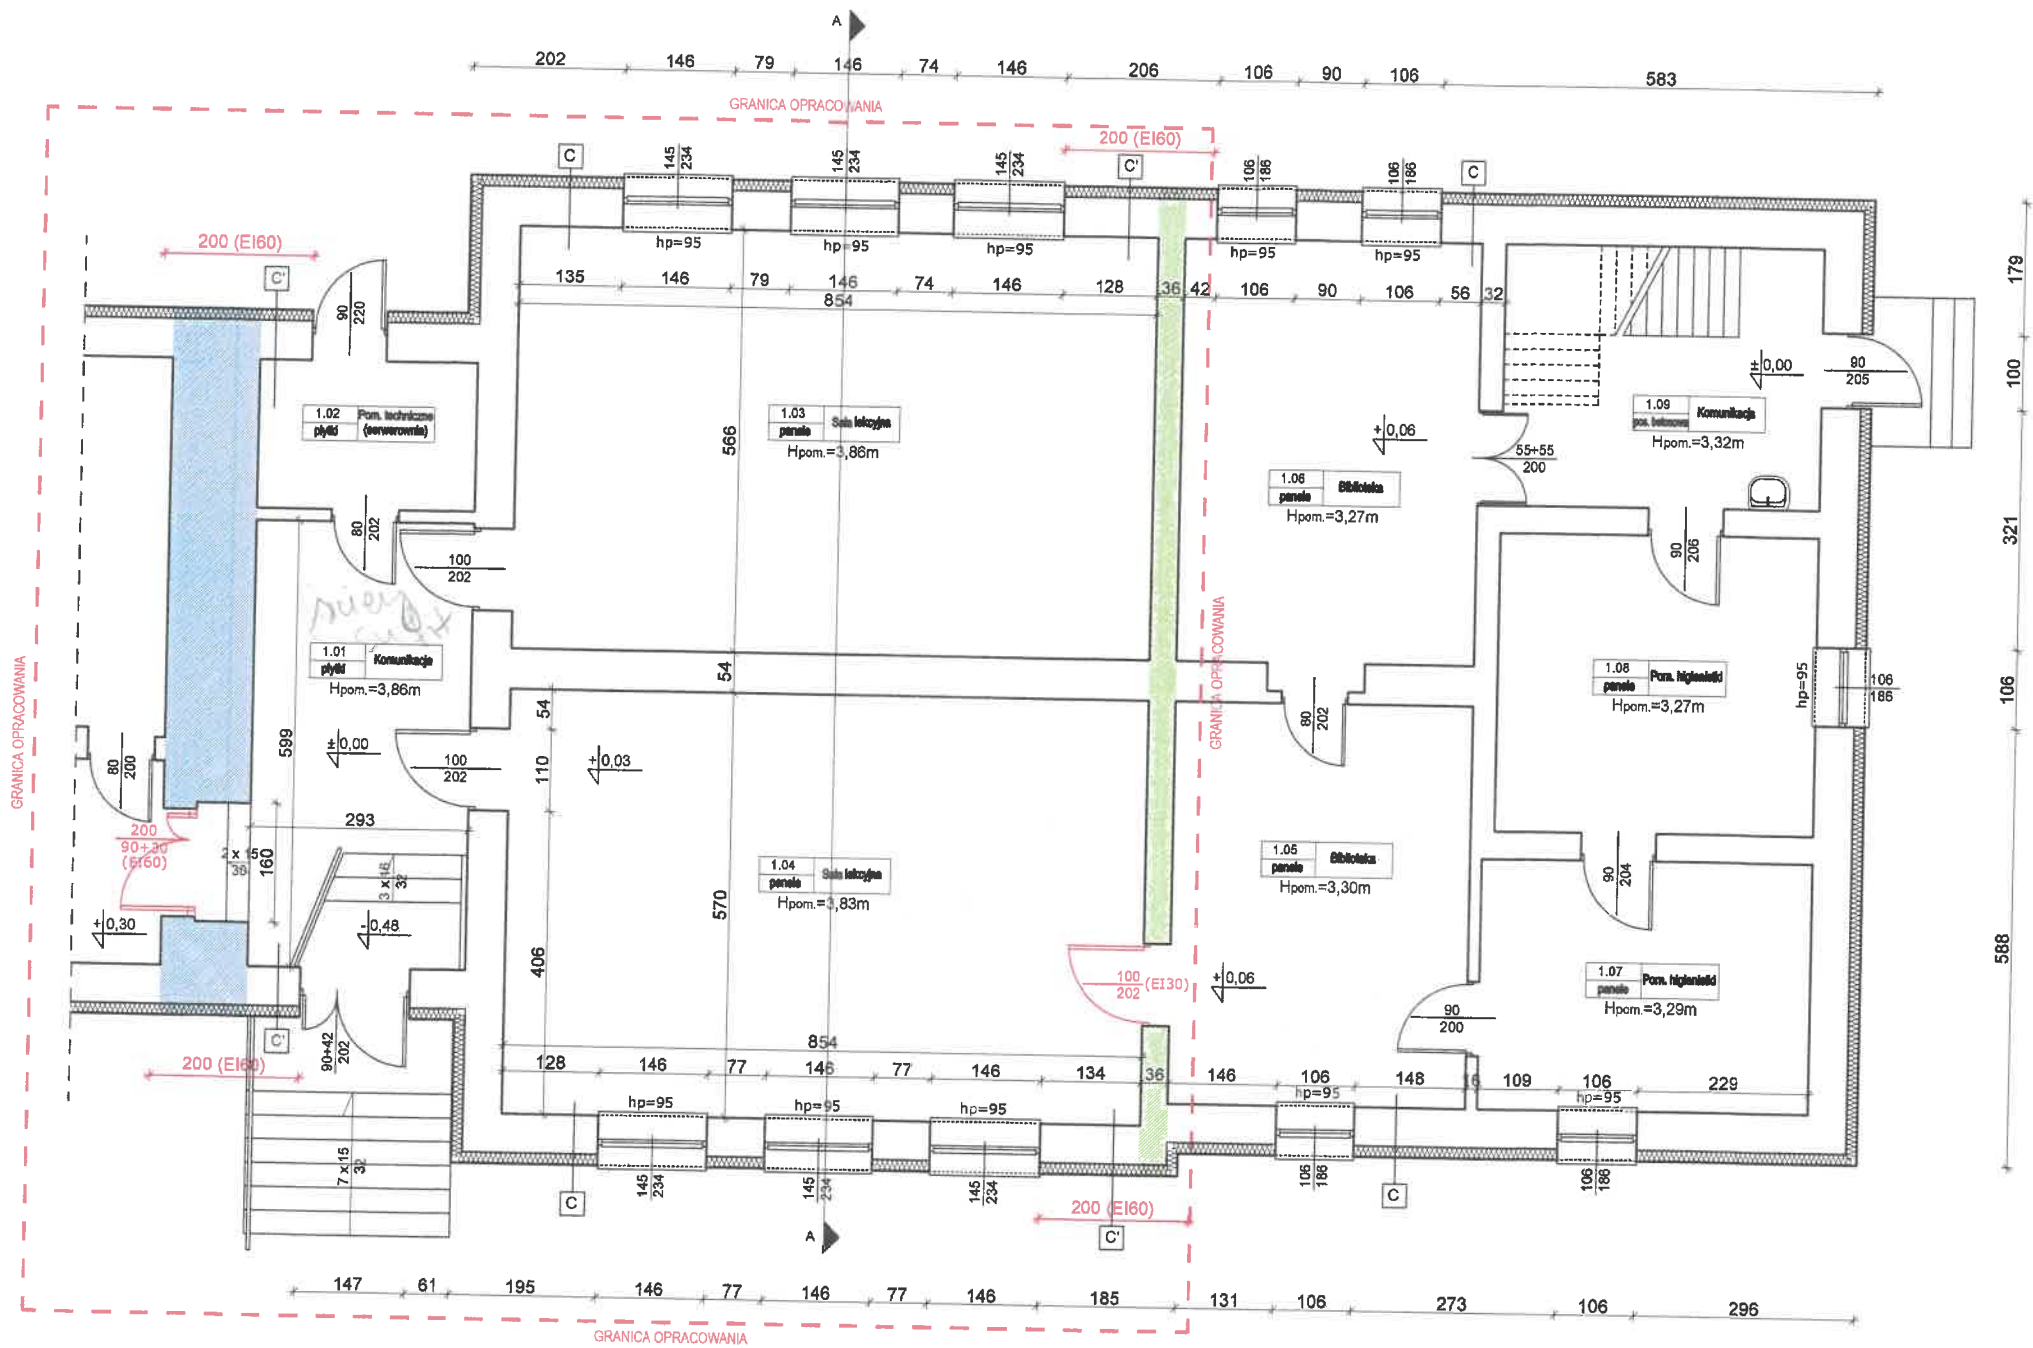 A
202 146 79 146 74 146 206 106 90 106 583
GRANICA OPRACOWANIA
200 (EI60)
C
145
234
145
234
145
234
C'
106
186
106
186
C
hp=95 hp=95 hp=95 hp=95 hp=95
200 (EI60)
C'
90
220
135 146 79 146 74 146 128 36 42 106 90 106 56 32
854
179
100
321
106
588
±0,00
90
205
1.02 Pom. techniczne
płytki (serwerownia)
1.03 Sala lekcyjna
panele
Hpom.=3,86m
566
+0,06
1.09 Komunikacja
pos. betonowa
Hpom.=3,32m
55+55
200
1.06 Biblioteka
panele
Hpom.=3,27m
80
202
100
202
90
206
1.01 Komunikacja
płytki
Hpom.=3,86m
GRANICA OPRACOWANIA
GRANICA OPRACOWANIA
54
54
1.08 Pom. higienistki
panele
Hpom.=3,27m
hp=95
106
186
80
202
599
±0,00
100
202
110
+0,03
80
200
293
200
90+30
(EI60)
2 x 15
36
160
3 x 16
32
1.04 Sala lekcyjna
panele
Hpom.=3,83m
1.05 Biblioteka
panele
Hpom.=3,30m
90
204
+0,30
-0,48
570
406
100
202 (EI30)
+0,06
1.07 Pom. higienistki
panele
Hpom.=3,29m
90
200
C'
90+42
202
200 (EI60)
854
128 146 77 146 77 146 134 36 146 106 148 16 109 106 229
hp=95 hp=95 hp=95 hp=95 hp=95
7 x 15
32
C
145
234
145
234
145
234
106
186
C
106
186
200 (EI60)
C'
A
147 61 195 146 77 146 77 146 185 131 106 273 106 296
GRANICA OPRACOWANIA